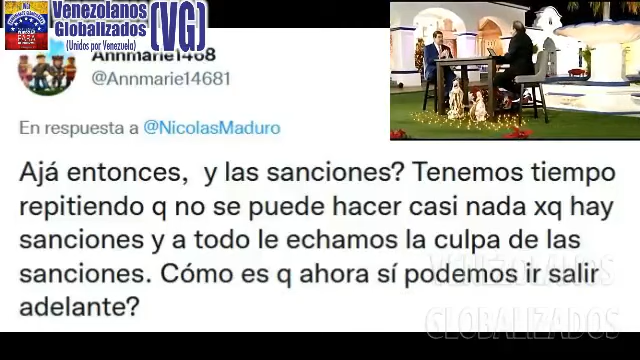 Venezolanos
Globalizados
(Unidos por Venezuela)
(VG)
Annmarie1468
@Annmarie14681
En respuesta a @NicolasMaduro
Ajá entonces, y las sanciones? Tenemos tiempo
repitiendo q no se puede hacer casi nada xq hay
sanciones y a todo le echamos la culpa de las
sanciones. Cómo es q ahora sí podemos ir salir
adelante?
VENEZOLANOS
GLOBALIZADOS